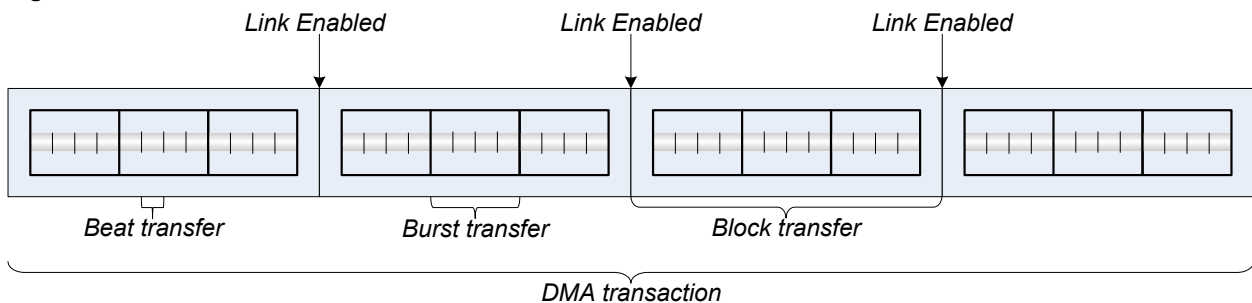 Link Enabled Link Enabled Link Enabled
Beat transfer Burst transfer Block transfer
DMA transaction